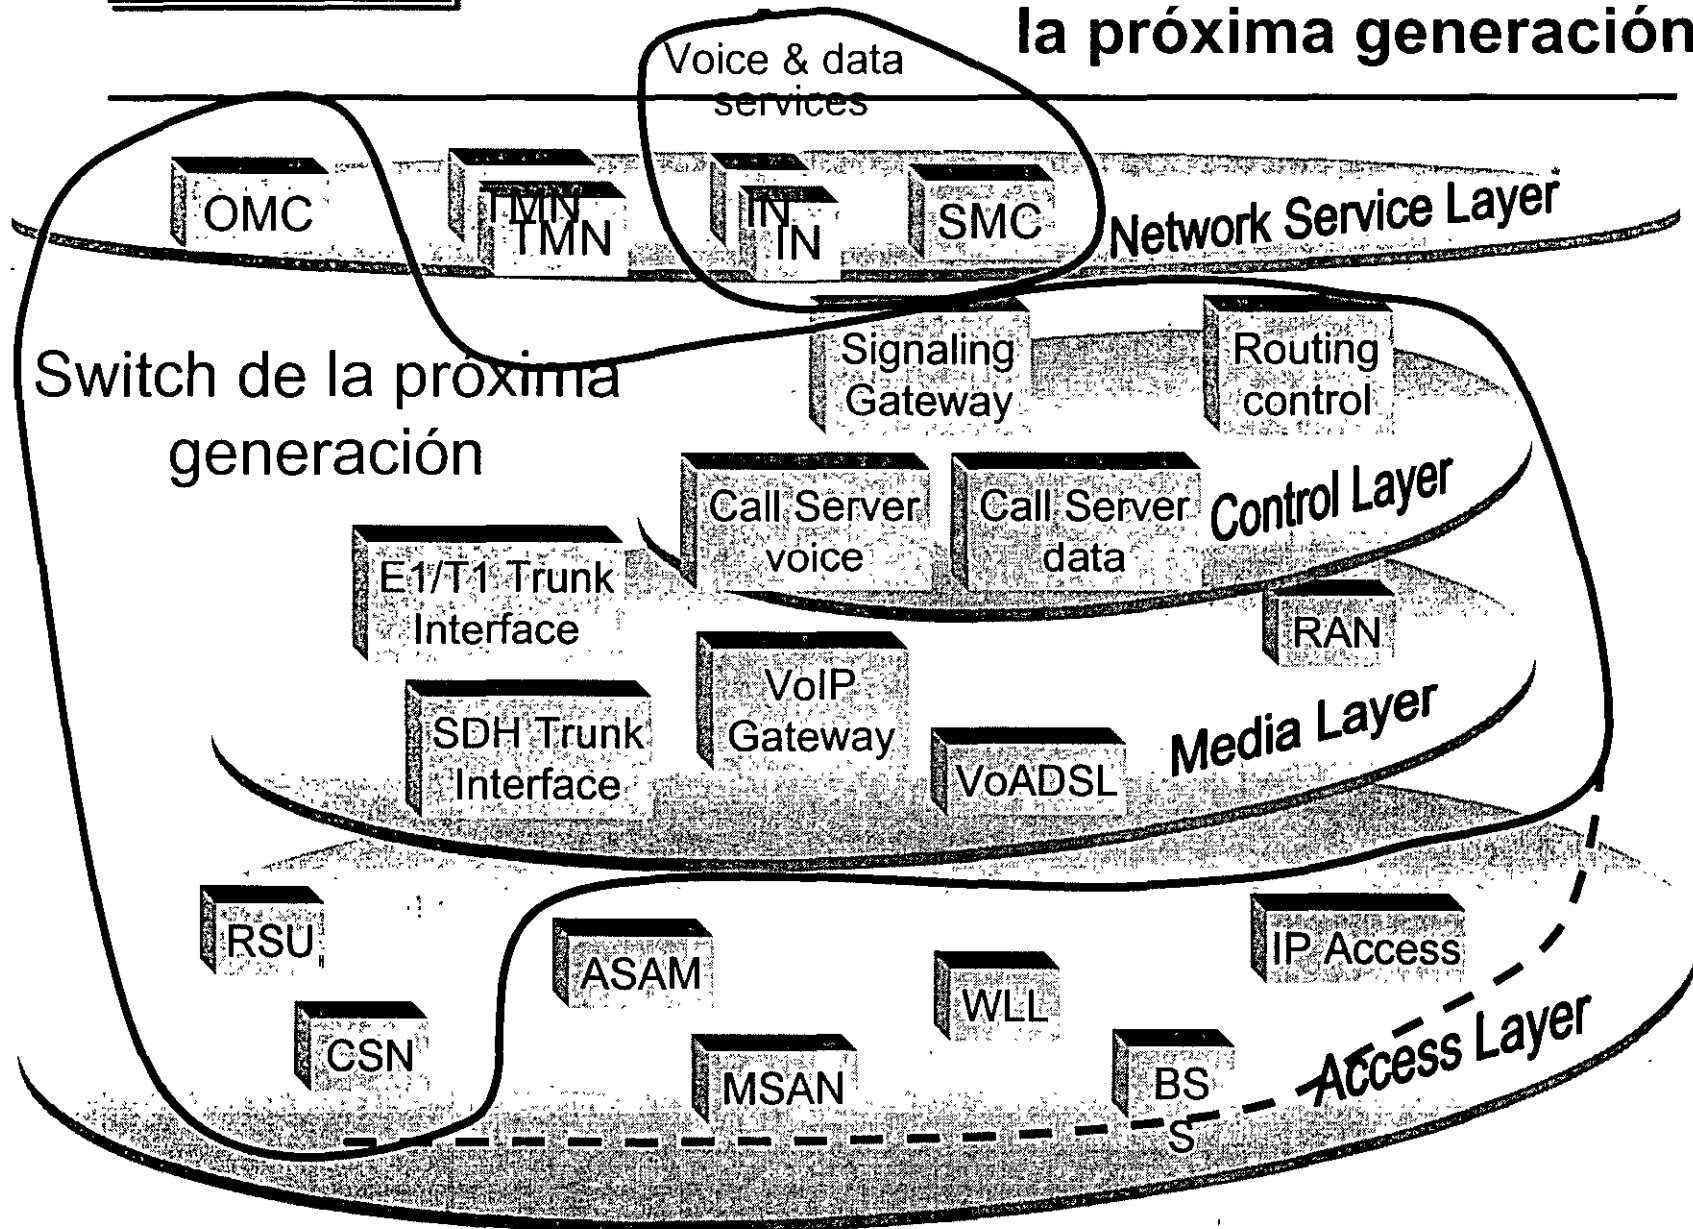 la próxima generación
Voice & data
services
OMC
TMN
TMN
IN
IN
SMC
Network Service Layer
Switch de la próxima
generación
Signaling
Gateway
Routing
control
Call Server
voice
Call Server
data
Control Layer
E1/T1 Trunk
Interface
RAN
VoIP
Gateway
SDH Trunk
Interface
VoADSL
Media Layer
RSU
ASAM
IP Access
WLL
CSN
MSAN
BS
S
Access Layer